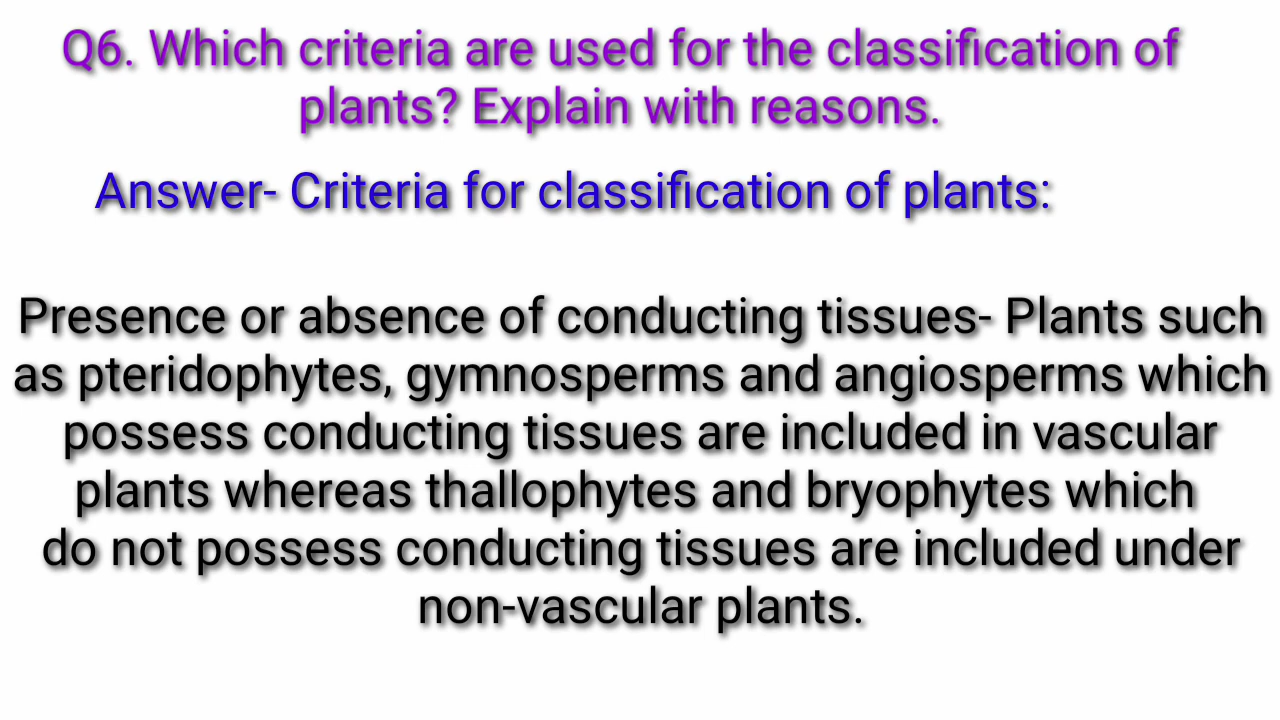 Q6. Which criteria are used for the classification of
plants? Explain with reasons.
Answer- Criteria for classification of plants:
Presence or absence of conducting tissues- Plants such
as pteridophytes, gymnosperms and angiosperms which
possess conducting tissues are included in vascular
plants whereas thallophytes and bryophytes which
do not possess conducting tissues are included under
non-vascular plants.